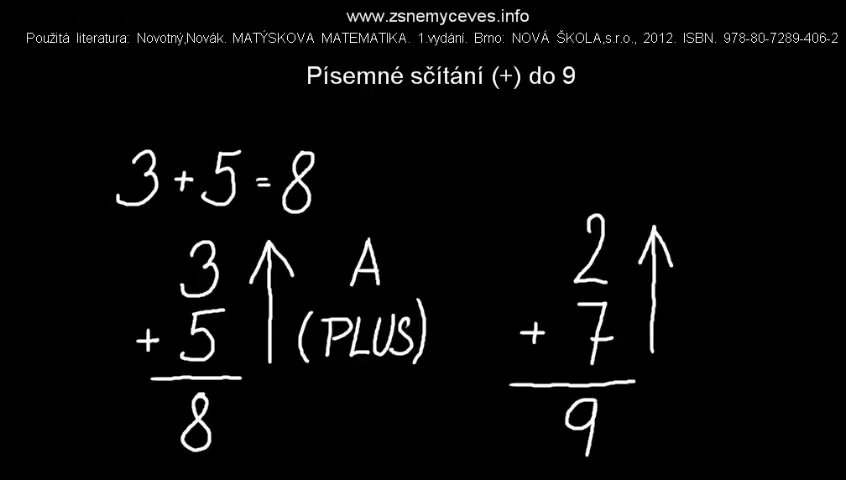 www.zsnemyceves.info
Použitá literatura: Novotný,Novák. MATÝSKOVA MATEMATIKA. 1.vydání. Brno: NOVÁ ŠKOLA,s.r.o., 2012. ISBN. 978-80-7289-406-2
Písemné sčítání (+) do 9
3 + 5 = 8
3
+ 5
8
A
(PLUS)
2
+ 7
9